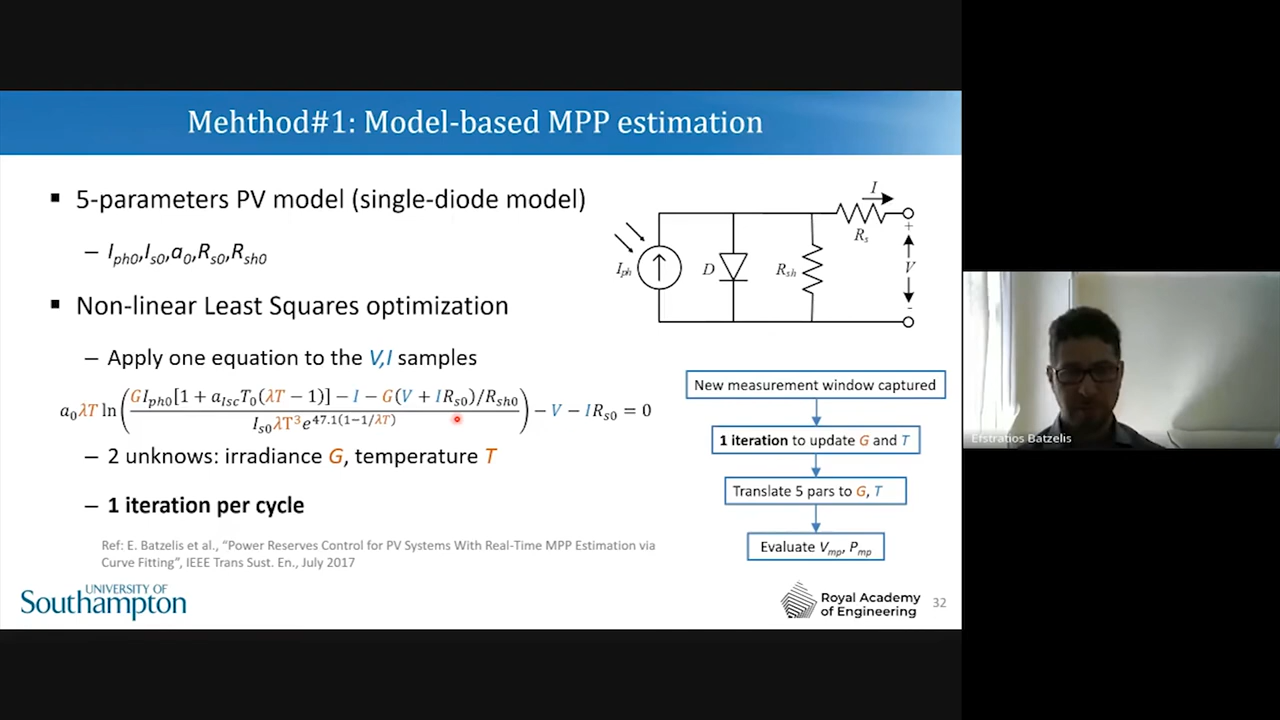 Mehthod#1: Model-based MPP estimation
▪ 5-parameters PV model (single-diode model)
– Iph0,Is0,a0,Rs0,Rsh0
▪ Non-linear Least Squares optimization
– Apply one equation to the V,I samples
a0λT ln(GIph0[1 + aIscT0(λT − 1)] − I − G(V + IRs0)/Rsh0 / Is0λT³e^47.1(1−1/λT)) − V − IRs0 = 0
– 2 unknows: irradiance G, temperature T
– 1 iteration per cycle
Ref: E. Batzelis et al., “Power Reserves Control for PV Systems With Real-Time MPP Estimation via
Curve Fitting”, IEEE Trans Sust. En., July 2017
I
Rs
+
Iph
D
Rsh
V
-
New measurement window captured
1 iteration to update G and T
Translate 5 pars to G, T
Evaluate Vmp, Pmp
UNIVERSITY OF
Southampton
Royal Academy
of Engineering
32
Efstratios Batzelis